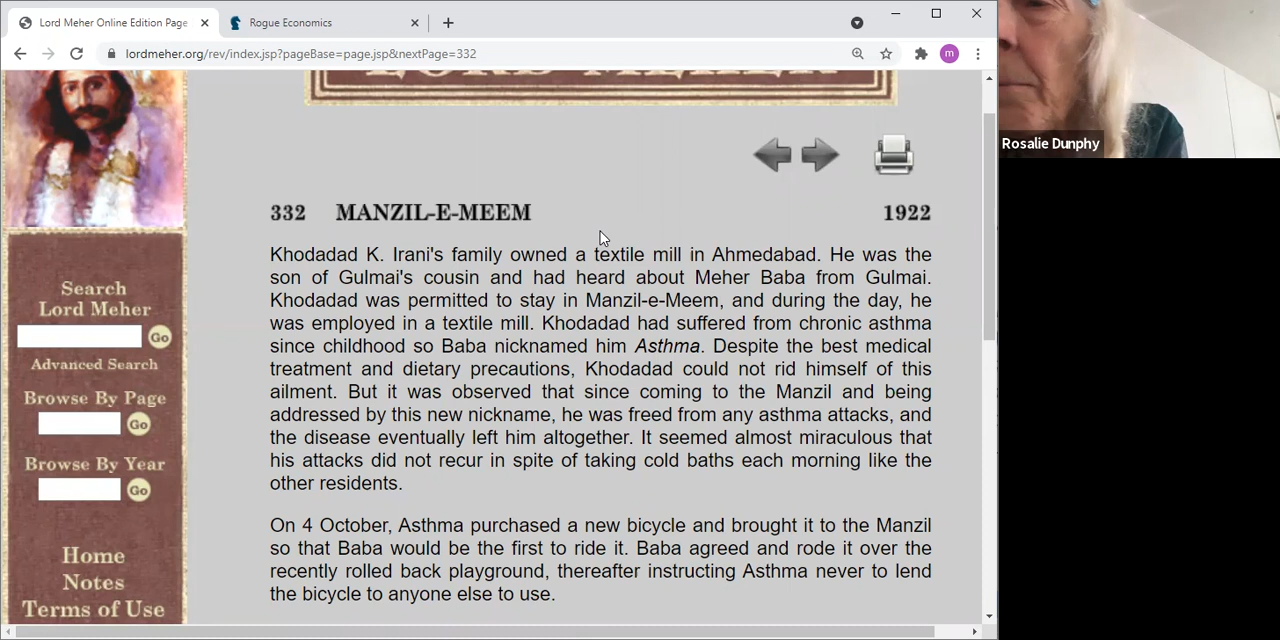 Lord Meher Online Edition Page
Rogue Economics
lordmeher.org/rev/index.jsp?pageBase=page.jsp&nextPage=332
m
LORD MEHER
Rosalie Dunphy
332 MANZIL-E-MEEM 1922
Khodadad K. Irani's family owned a textile mill in Ahmedabad. He was the
son of Gulmai's cousin and had heard about Meher Baba from Gulmai.
Khodadad was permitted to stay in Manzil-e-Meem, and during the day, he
was employed in a textile mill. Khodadad had suffered from chronic asthma
since childhood so Baba nicknamed him Asthma. Despite the best medical
treatment and dietary precautions, Khodadad could not rid himself of this
ailment. But it was observed that since coming to the Manzil and being
addressed by this new nickname, he was freed from any asthma attacks, and
the disease eventually left him altogether. It seemed almost miraculous that
his attacks did not recur in spite of taking cold baths each morning like the
other residents.
On 4 October, Asthma purchased a new bicycle and brought it to the Manzil
so that Baba would be the first to ride it. Baba agreed and rode it over the
recently rolled back playground, thereafter instructing Asthma never to lend
the bicycle to anyone else to use.
Search
Lord Meher
Go
Advanced Search
Browse By Page
Go
Browse By Year
Go
Home
Notes
Terms of Use